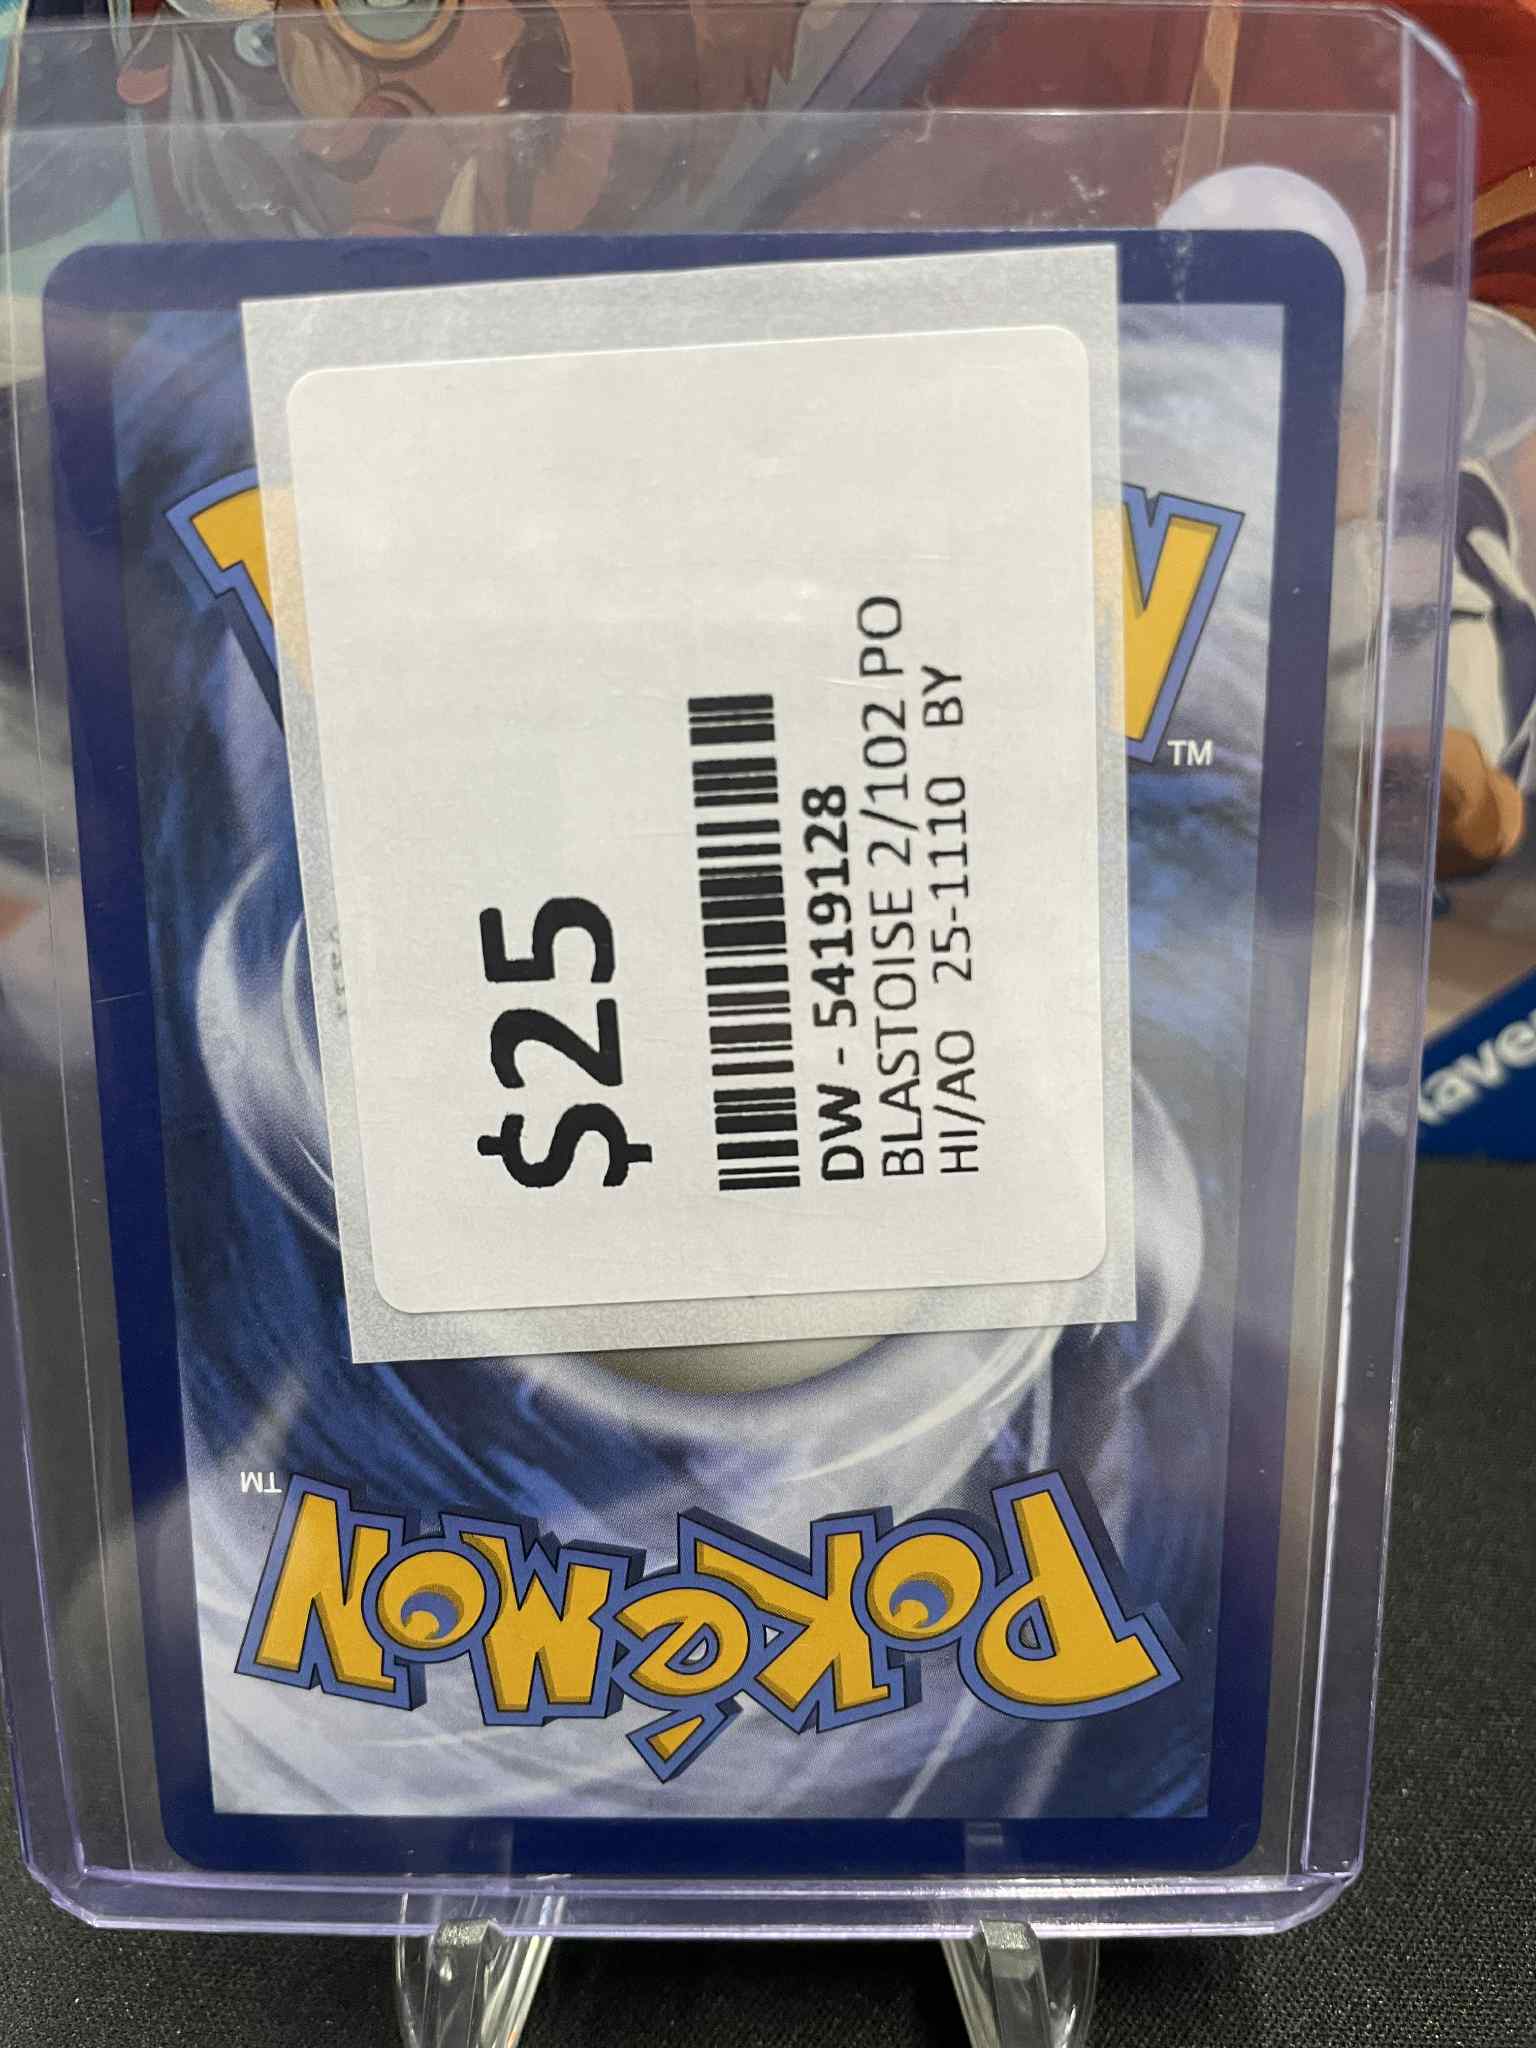 $25
DW - 5419128
BLASTOISE 2/102 PO
HI/AO 25-1110 BY
TM
TM
POKéMON